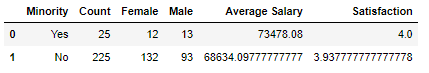 Minority Count Female Male Average Salary Satisfaction
0 Yes 25 12 13 73478.08 4.0
1 No 225 132 93 68634.09777777777 3.937777777777778